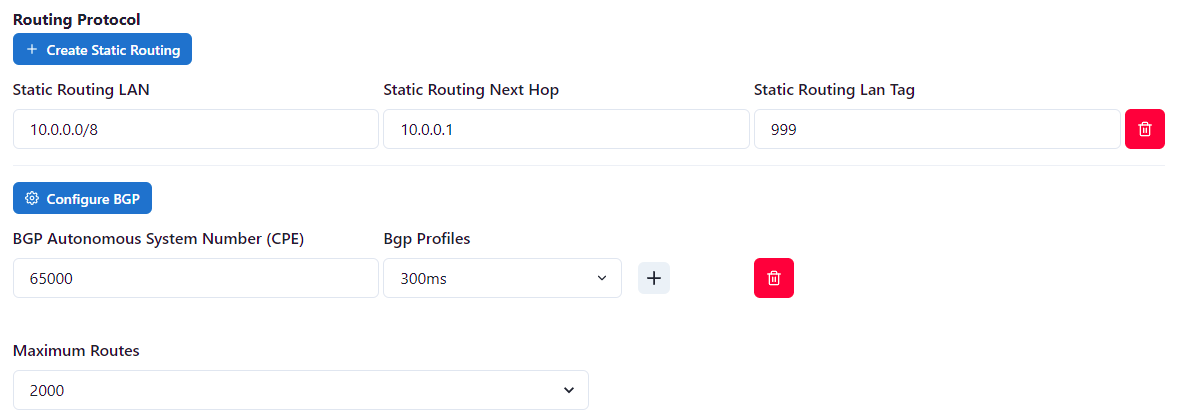 Routing Protocol
Create Static Routing
Static Routing LAN Static Routing Next Hop Static Routing Lan Tag
10.0.0.0/8 10.0.0.1 999
Configure BGP
BGP Autonomous System Number (CPE) Bgp Profiles
65000 300ms
Maximum Routes
2000